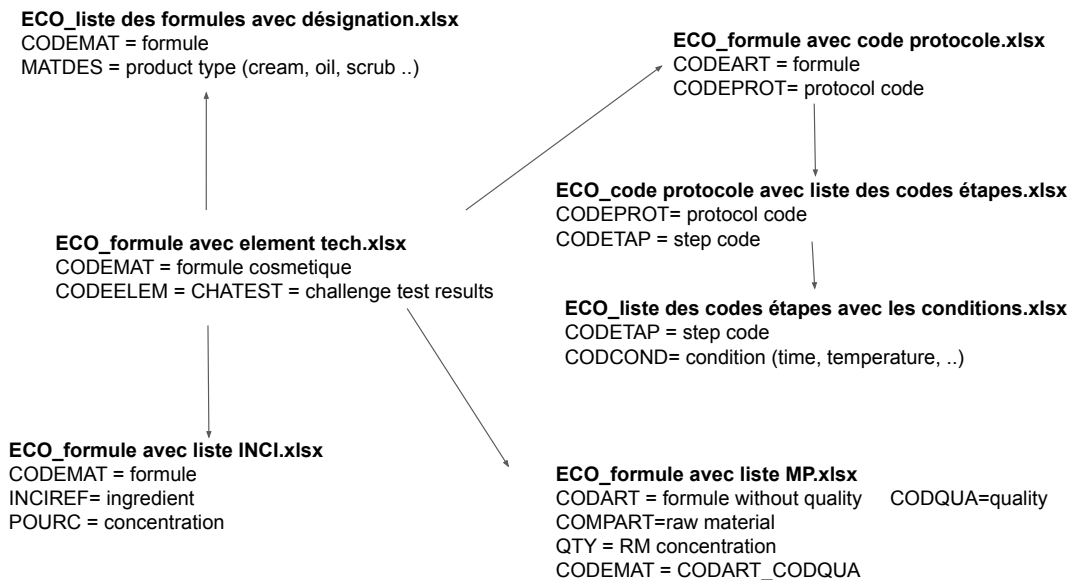 ECO_liste des formules avec désignation.xlsx
CODEMAT = formule
MATDES = product type (cream, oil, scrub ..)
ECO_formule avec code protocole.xlsx
CODEART = formule
CODEPROT= protocol code
ECO_code protocole avec liste des codes étapes.xlsx
CODEPROT= protocol code
CODETAP = step code
ECO_formule avec element tech.xlsx
CODEMAT = formule cosmetique
CODEELEM = CHATEST = challenge test results
ECO_liste des codes étapes avec les conditions.xlsx
CODETAP = step code
CODCOND= condition (time, temperature, ..)
ECO_formule avec liste INCI.xlsx
CODEMAT = formule
INCIREF= ingredient
POURC = concentration
ECO_formule avec liste MP.xlsx
CODART = formule without quality CODQUA=quality
COMPART=raw material
QTY = RM concentration
CODEMAT = CODART_CODQUA